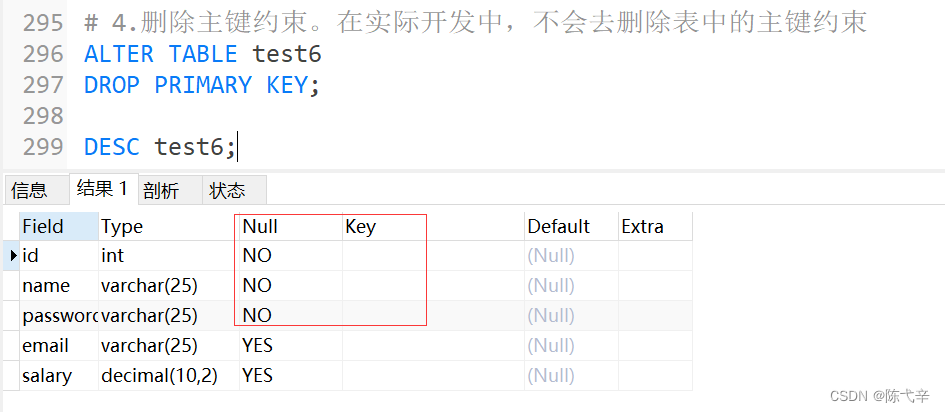 295 # 4.删除主键约束。在实际开发中，不会去删除表中的主键约束
296 ALTER TABLE test6
297 DROP PRIMARY KEY;
298
299 DESC test6;
信息 结果 1 剖析 状态
Field Type Null Key Default Extra
id int NO (Null)
name varchar(25) NO (Null)
password varchar(25) NO (Null)
email varchar(25) YES (Null)
salary decimal(10,2) YES (Null)
CSDN @陈弋辛